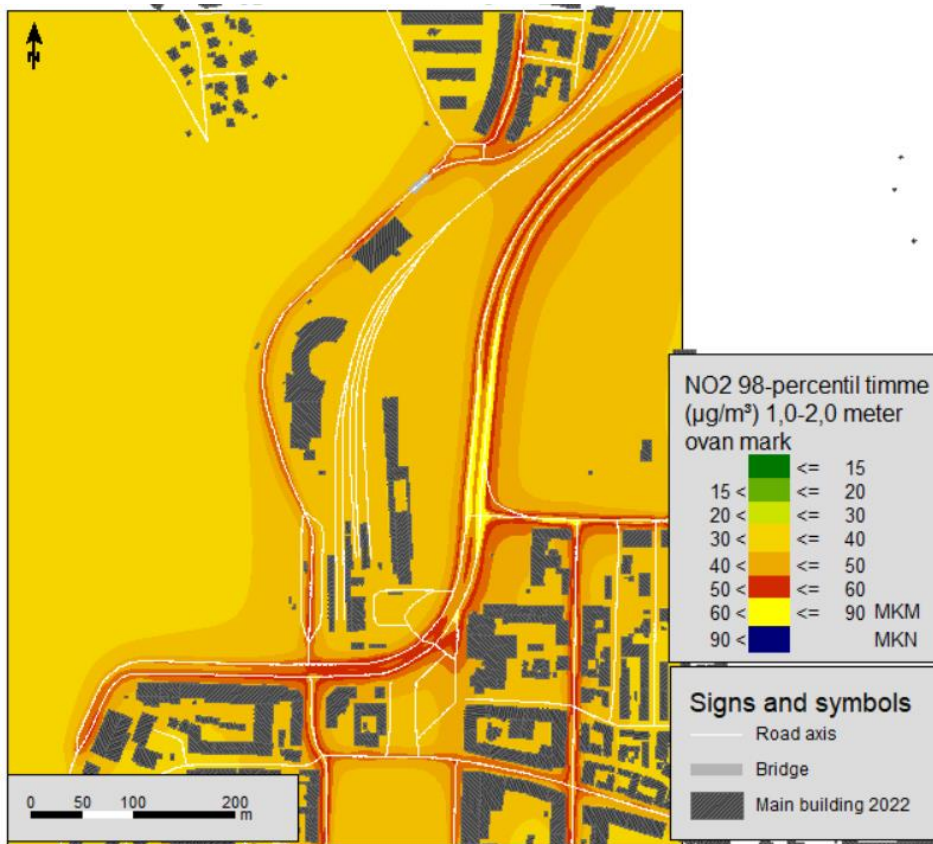 N
NO2 98-percentil timme
(µg/m³) 1,0-2,0 meter
ovan mark
<= 15
15 < <= 20
20 < <= 30
30 < <= 40
40 < <= 50
50 < <= 60
60 < <= 90 MKM
90 < MKN
Signs and symbols
Road axis
Bridge
Main building 2022
0 50 100 200
m